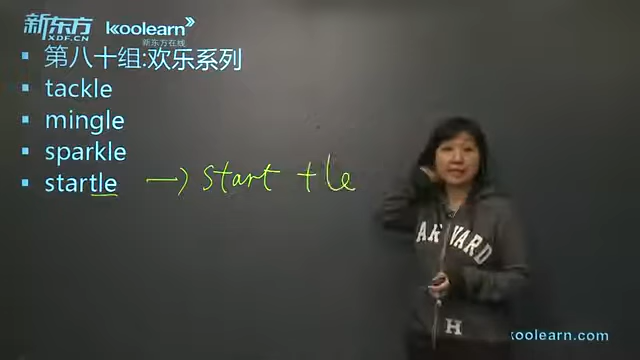 新东方 koolearn
XDF.CN 新东方在线
第八十组:欢乐系列
tackle
mingle
sparkle
startle → start +le
HARVARD
H
koolearn.com